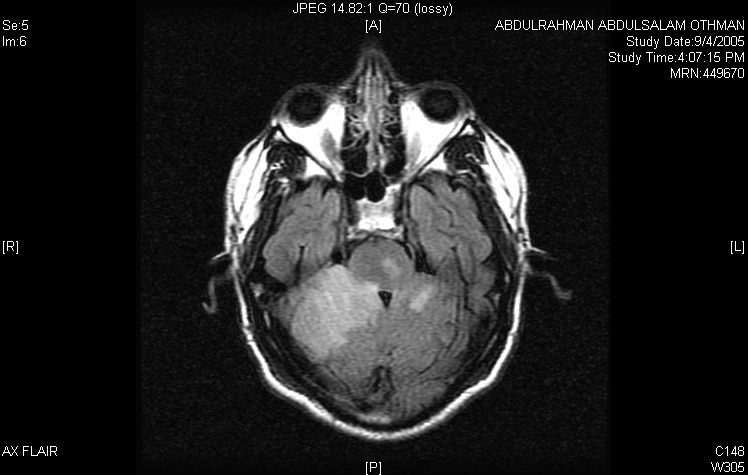 JPEG 14.82:1 Q=70 (lossy)
Se:5
Im:6
[A]
ABDULRAHMAN ABDULSALAM OTHMAN
Study Date:9/4/2005
Study Time:4:07:15 PM
MRN:449670
[R]
[L]
AX FLAIR
[P]
C148
W305